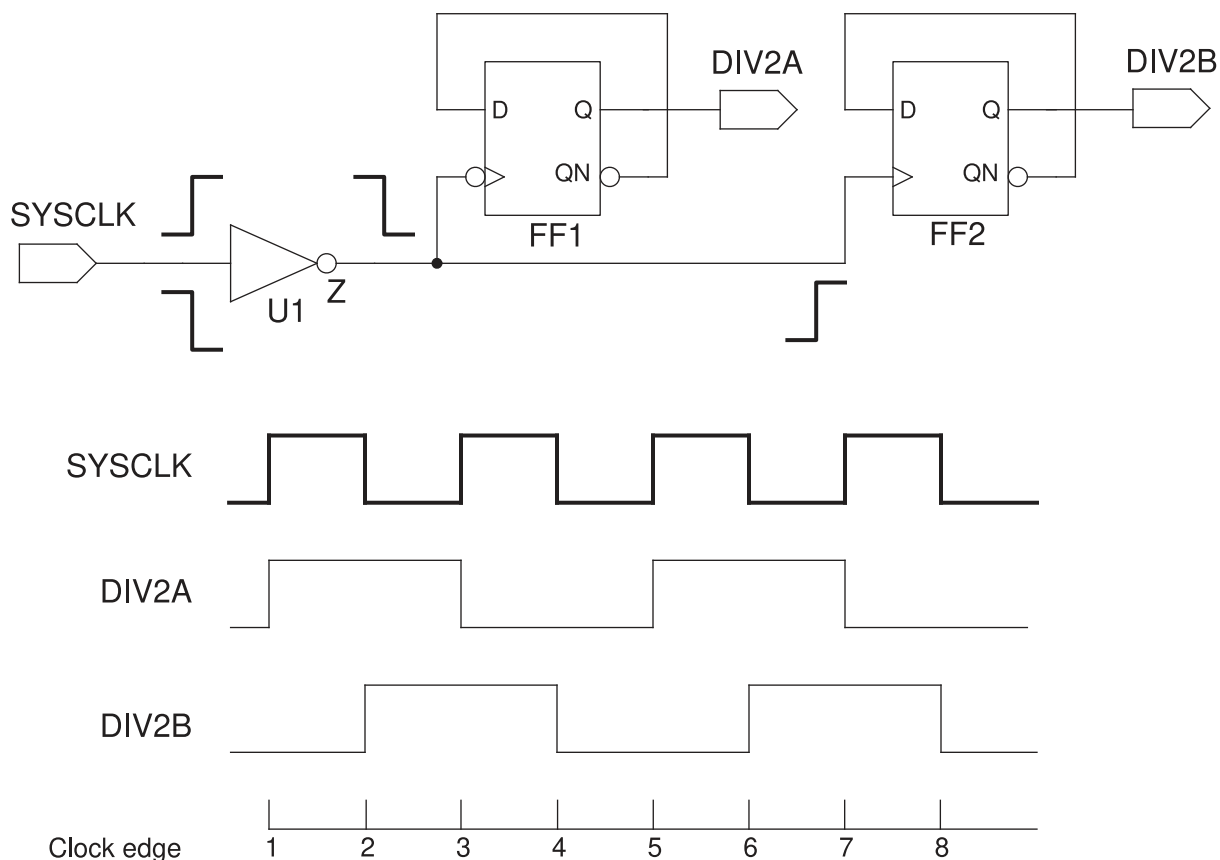 DIV2A
DIV2B
D Q
D Q
QN
QN
SYSCLK
FF1
FF2
Z
U1
SYSCLK
DIV2A
DIV2B
Clock edge 1 2 3 4 5 6 7 8